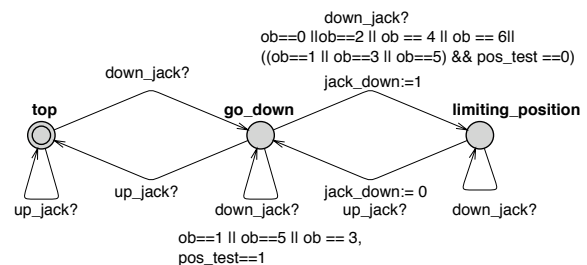 down_jack?
ob==0 ||ob==2 || ob == 4 || ob == 6||
((ob==1 || ob==3 || ob==5) && pos_test ==0)
down_jack?
jack_down:=1
top
go_down
limiting_position
up_jack?
jack_down:= 0
up_jack?
down_jack?
up_jack?
down_jack?
ob==1 || ob==5 || ob == 3,
pos_test==1